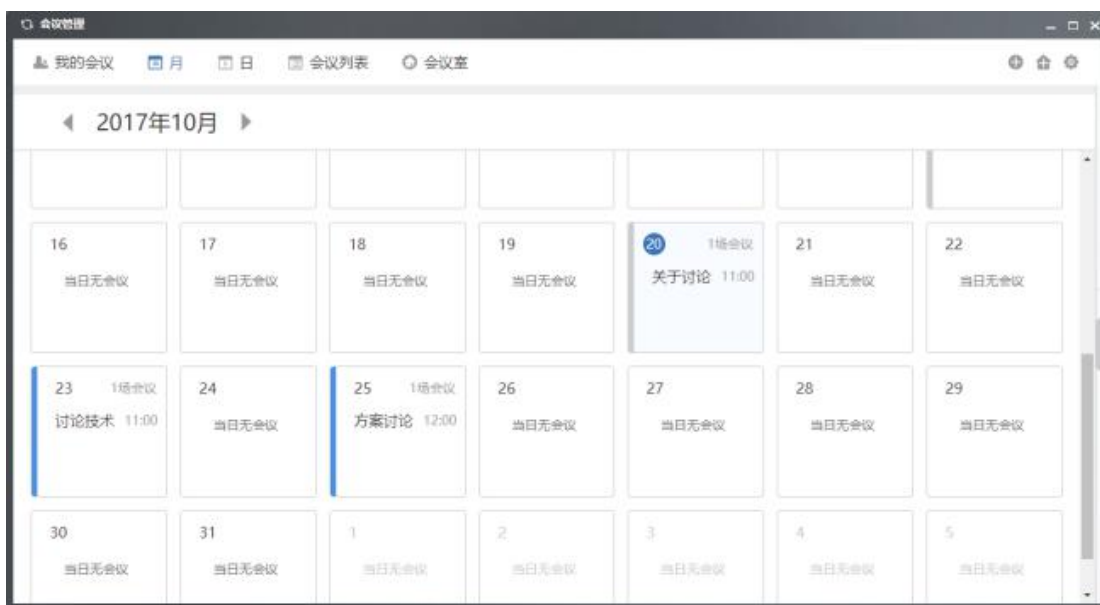 会议管理
我的会议 月 日 会议列表 会议室
2017年10月
16 17 18 19 20 1场会议 21 22
当日无会议 当日无会议 当日无会议 当日无会议 关于讨论 11:00 当日无会议 当日无会议
23 1场会议 24 25 1场会议 26 27 28 29
讨论技术 11:00 当日无会议 方案讨论 12:00 当日无会议 当日无会议 当日无会议 当日无会议
30 31 1 2 3 4 5
当日无会议 当日无会议 当日无会议 当日无会议 当日无会议 当日无会议 当日无会议